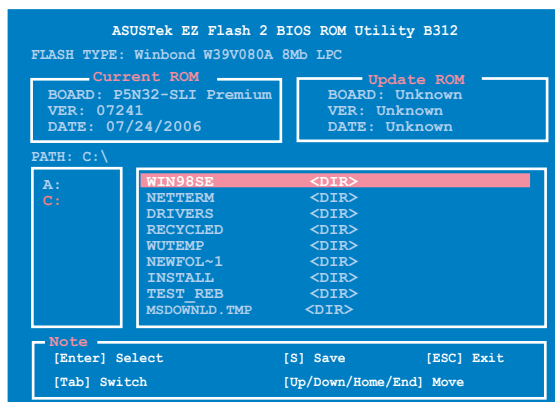 ASUSTek EZ Flash 2 BIOS ROM Utility B312
FLASH TYPE: Winbond W39V080A 8Mb LPC
Current ROM
BOARD: P5N32-SLI Premium
VER: 07241
DATE: 07/24/2006
Update ROM
BOARD: Unknown
VER: Unknown
DATE: Unknown
PATH: C:\
A:
C:
WIN98SE <DIR>
NETTERM <DIR>
DRIVERS <DIR>
RECYCLED <DIR>
WUTEMP <DIR>
NEWFOL~1 <DIR>
INSTALL <DIR>
TEST_REB <DIR>
MSDOWNLD.TMP <DIR>
Note
[Enter] Select [S] Save [ESC] Exit
[Tab] Switch [Up/Down/Home/End] Move